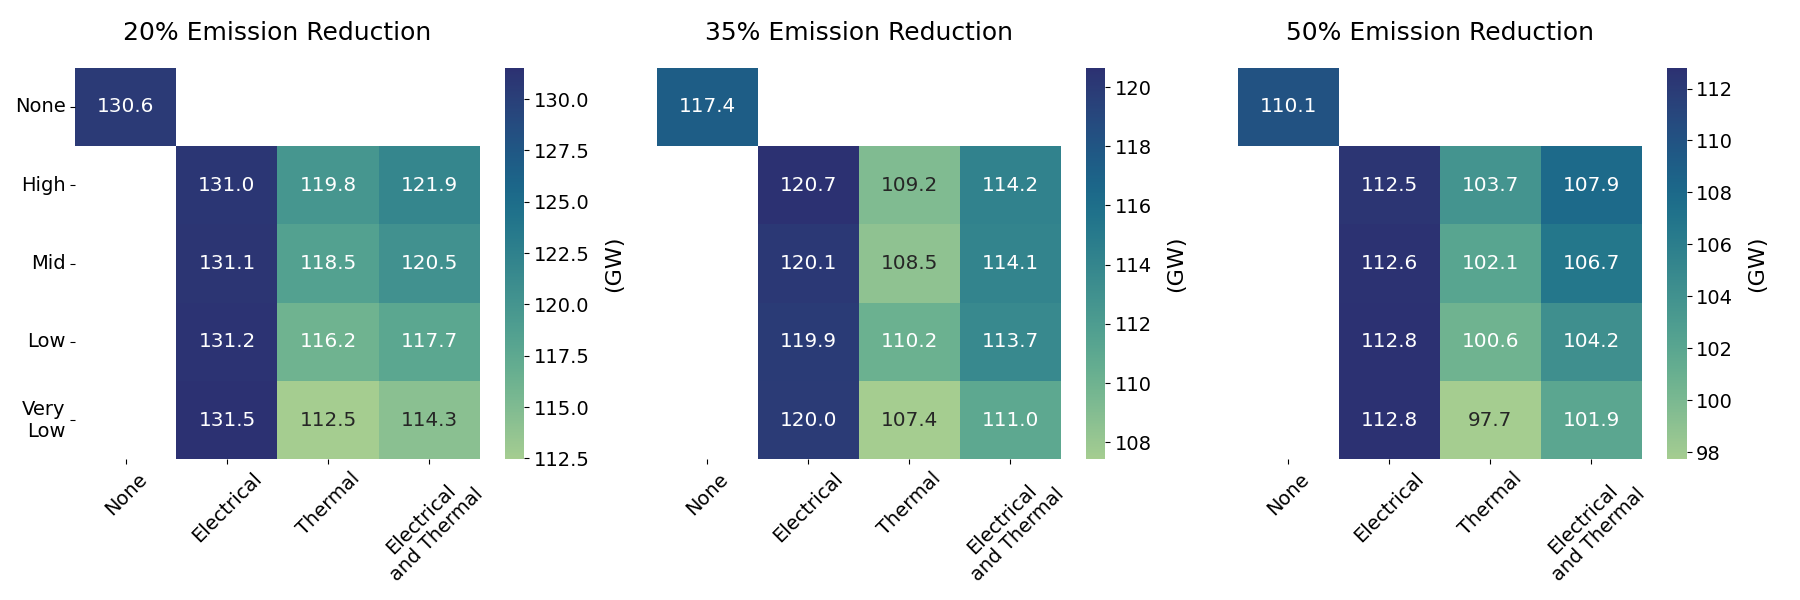 20% Emission Reduction
35% Emission Reduction
50% Emission Reduction
None
High
Mid
Low
Very
Low
130.6
131.0 119.8 121.9
131.1 118.5 120.5
131.2 116.2 117.7
131.5 112.5 114.3
None
Electrical
Thermal
Electrical
and Thermal
130.0
127.5
125.0
122.5
120.0
117.5
115.0
112.5
(GW)
117.4
120.7 109.2 114.2
120.1 108.5 114.1
119.9 110.2 113.7
120.0 107.4 111.0
None
Electrical
Thermal
Electrical
and Thermal
120
118
116
114
112
110
108
(GW)
110.1
112.5 103.7 107.9
112.6 102.1 106.7
112.8 100.6 104.2
112.8 97.7 101.9
None
Electrical
Thermal
Electrical
and Thermal
112
110
108
106
104
102
100
98
(GW)